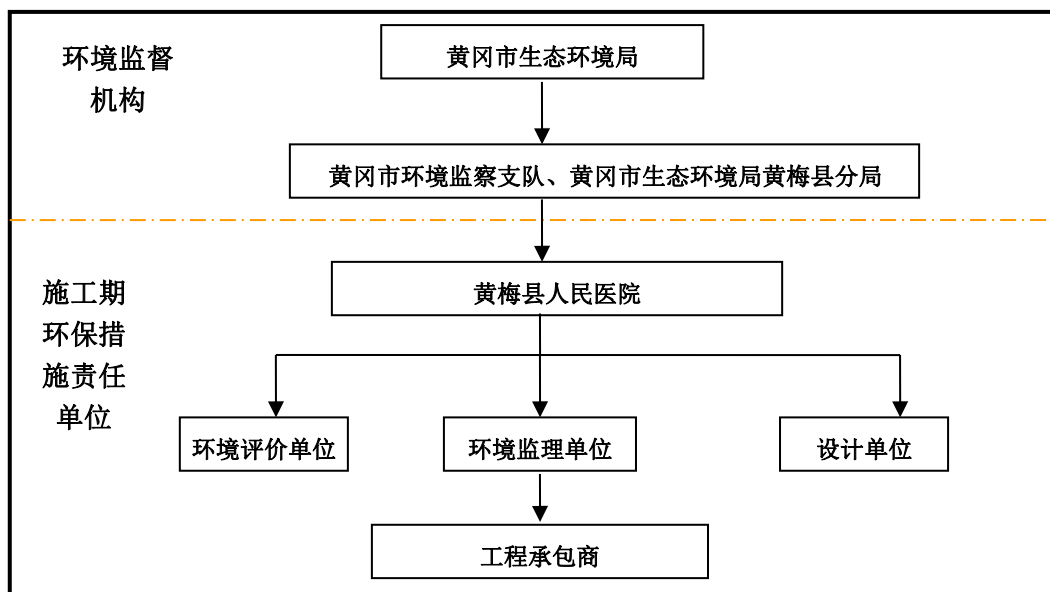 环境监督
机构
黄冈市生态环境局
黄冈市环境监察支队、黄冈市生态环境局黄梅县分局
施工期
环保措
施责任
单位
黄梅县人民医院
环境评价单位
环境监理单位
设计单位
工程承包商